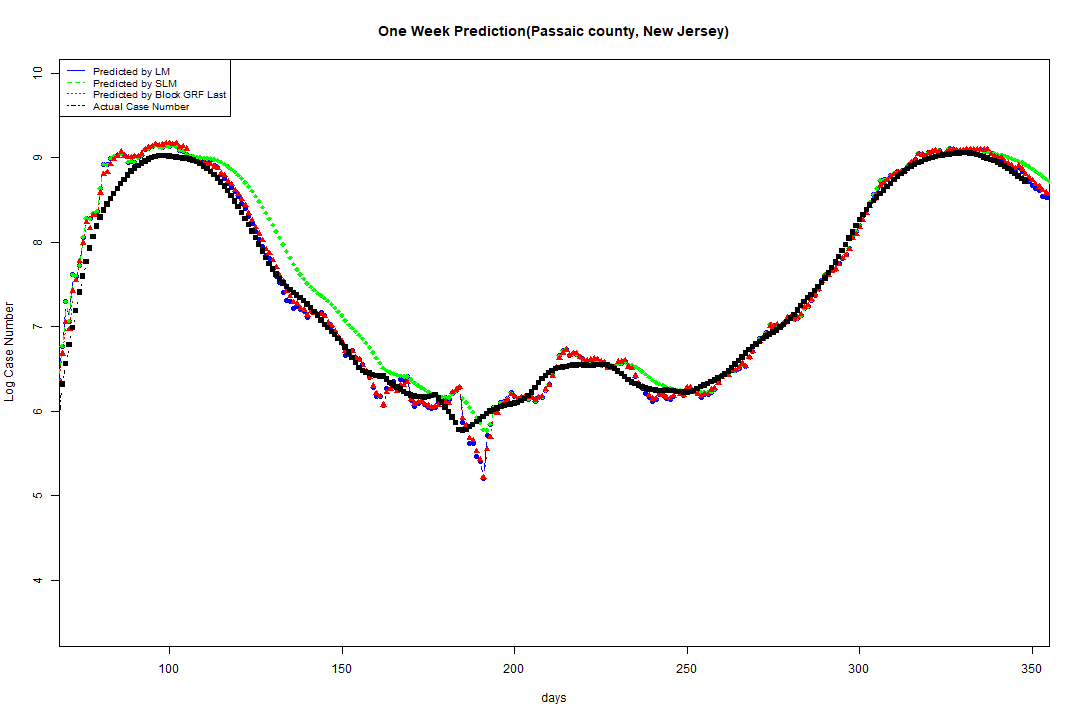 One Week Prediction(Passaic county, New Jersey)
Predicted by LM
Predicted by SLM
Predicted by Block GRF Last
Actual Case Number
10
9
8
7
6
5
4
Log Case Number
100 150 200 250 300 350
days